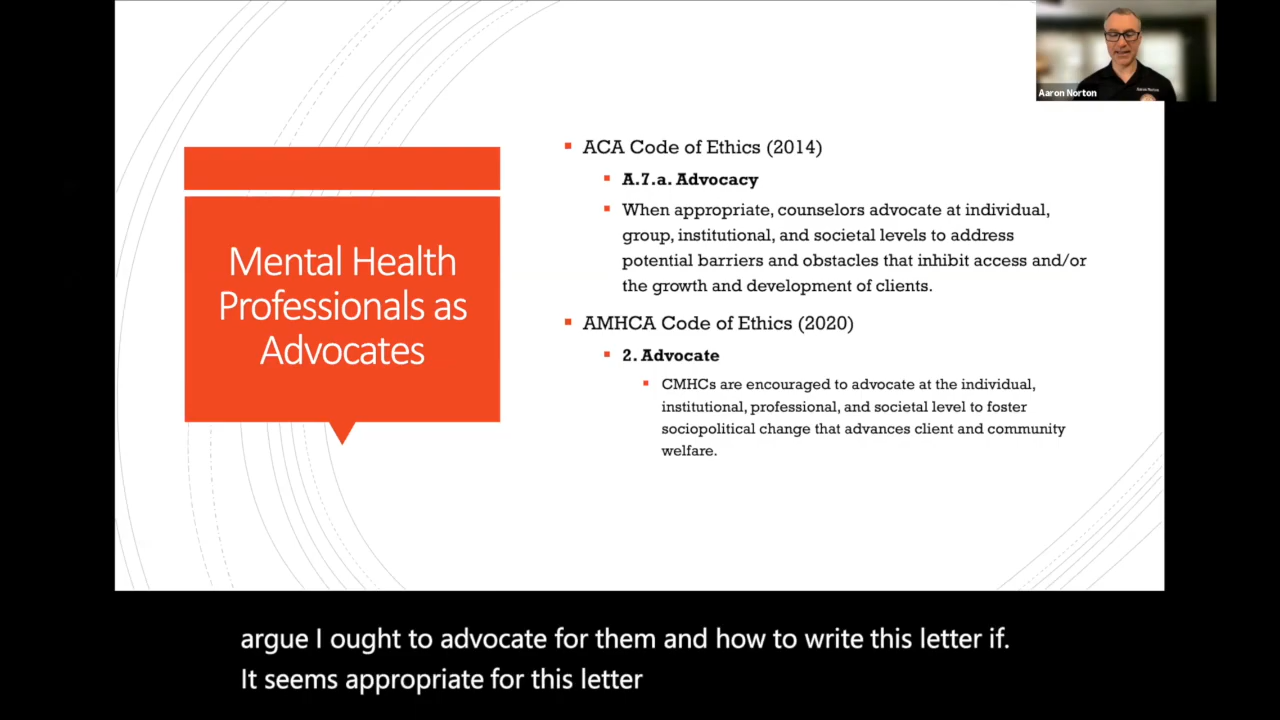 Aaron Norton
Mental Health
Professionals as
Advocates
▪ ACA Code of Ethics (2014)
▪ A.7.a. Advocacy
▪ When appropriate, counselors advocate at individual,
group, institutional, and societal levels to address
potential barriers and obstacles that inhibit access and/or
the growth and development of clients.
▪ AMHCA Code of Ethics (2020)
▪ 2. Advocate
▪ CMHCs are encouraged to advocate at the individual,
institutional, professional, and societal level to foster
sociopolitical change that advances client and community
welfare.
argue I ought to advocate for them and how to write this letter if.
It seems appropriate for this letter